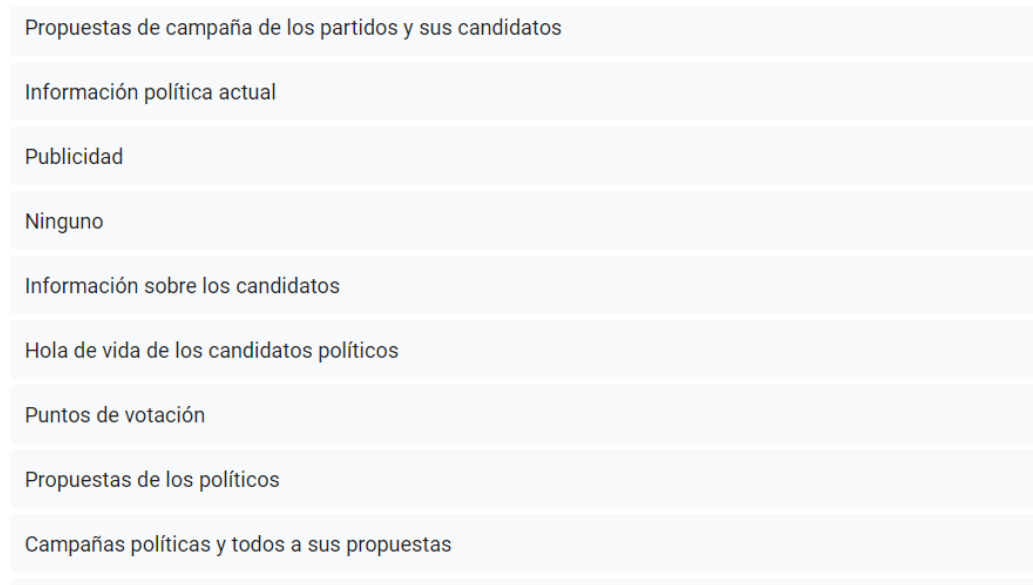 Propuestas de campaña de los partidos y sus candidatos
Información política actual
Publicidad
Ninguno
Información sobre los candidatos
Hola de vida de los candidatos políticos
Puntos de votación
Propuestas de los políticos
Campañas políticas y todos a sus propuestas